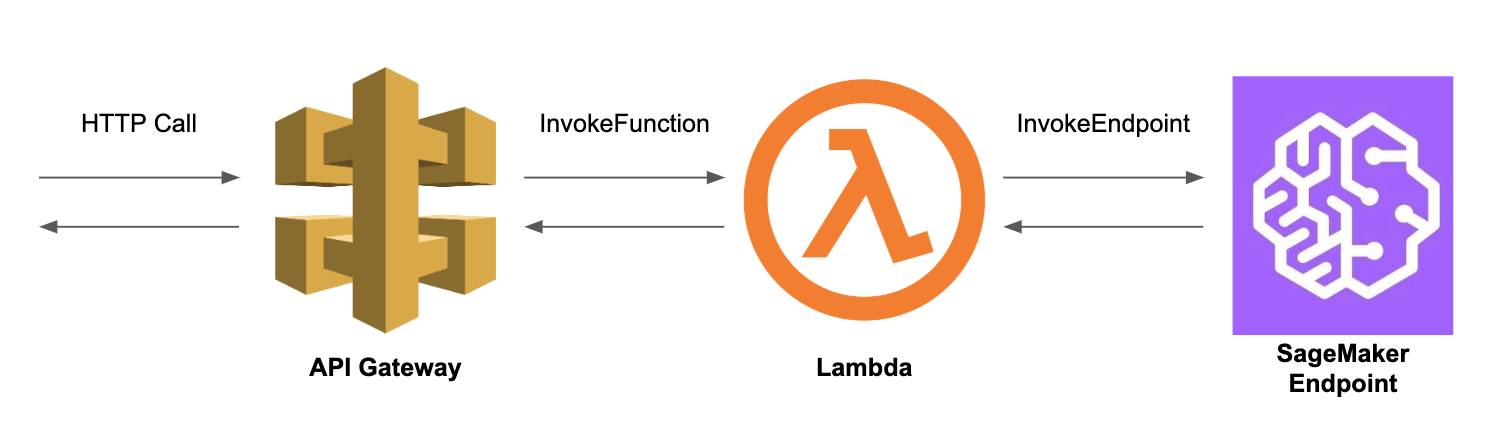 HTTP Call
InvokeFunction
InvokeEndpoint
API Gateway
Lambda
SageMaker
Endpoint